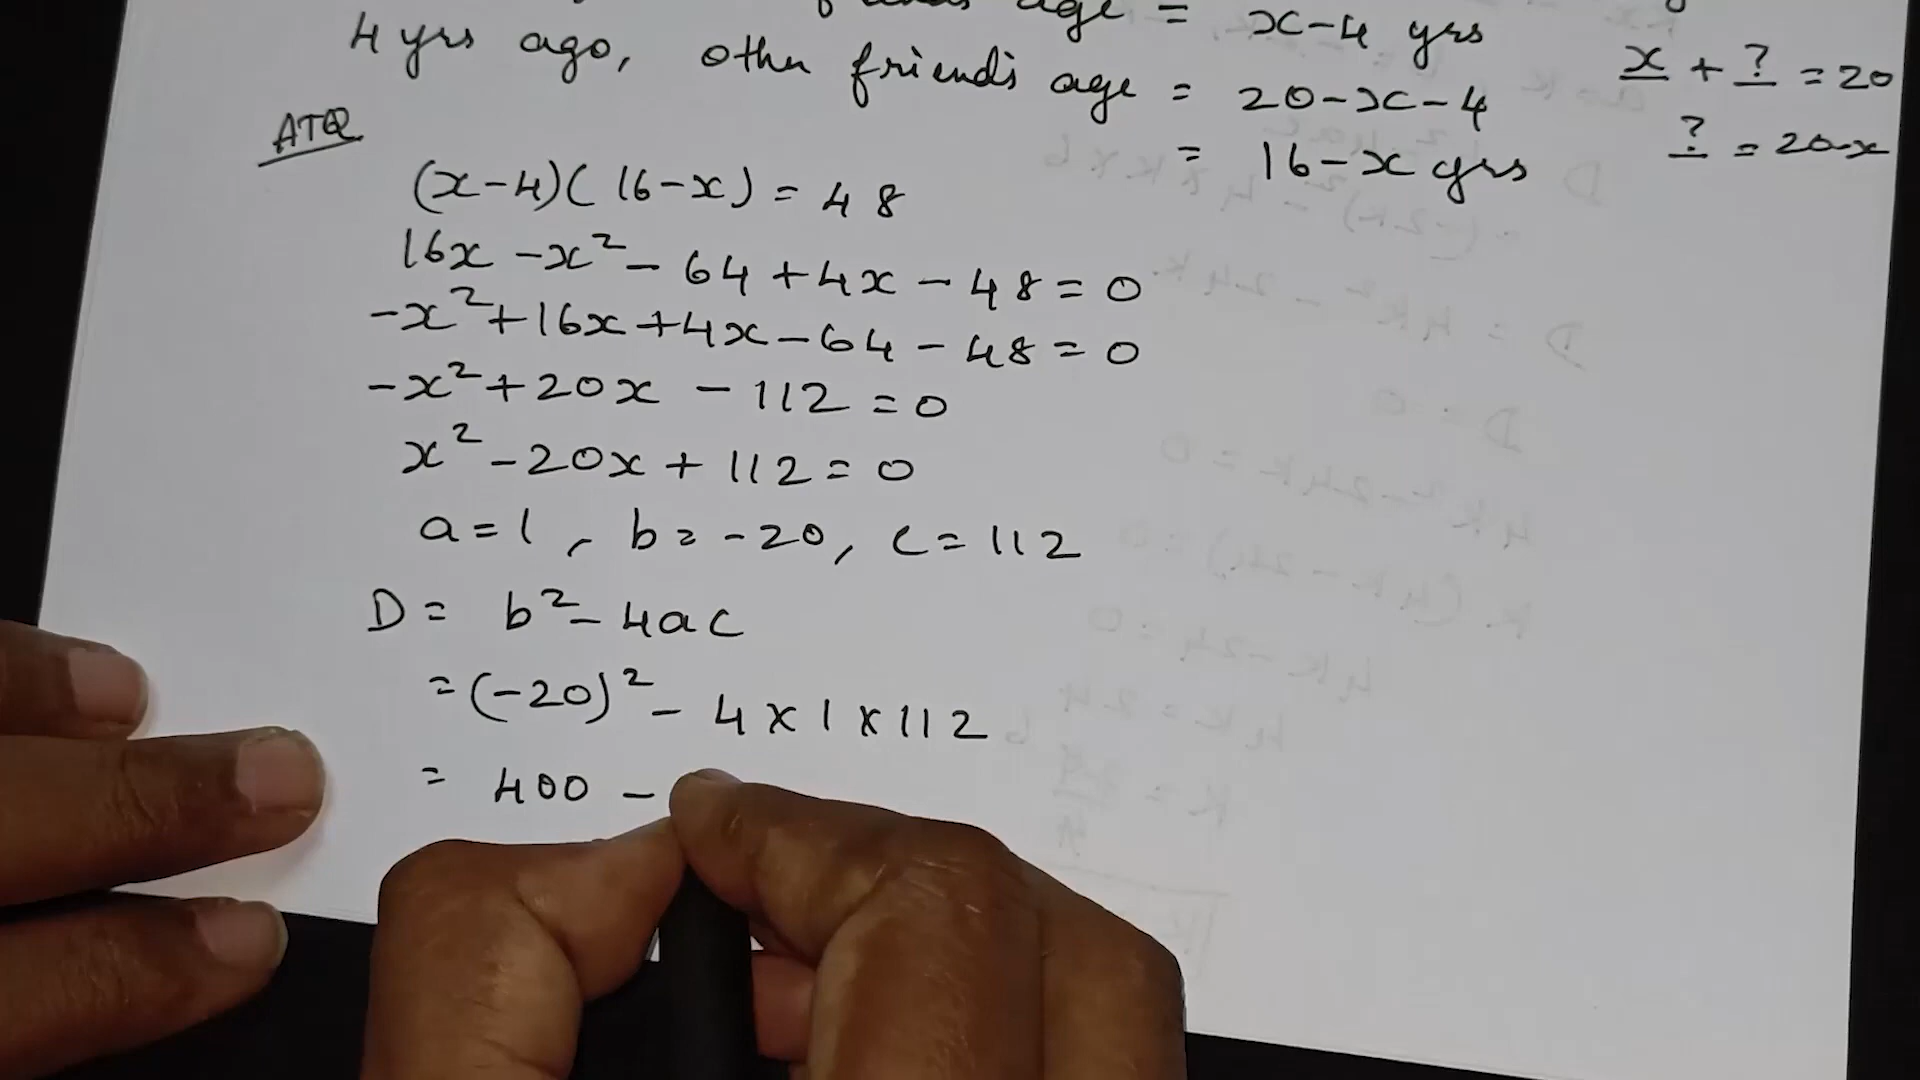 friend's age = x-4 yrs
4 yrs ago, other friend's age = 20-x-4
= 16-x yrs
x + ? = 20
? = 20-x
ATQ
(x-4)(16-x) = 48
16x -x² - 64 + 4x - 48 = 0
-x² + 16x + 4x - 64 - 48 = 0
-x² + 20x - 112 = 0
x² - 20x + 112 = 0
a = 1, b = -20, c = 112
D = b² - 4ac
= (-20)² - 4 x 1 x 112
= 400 -